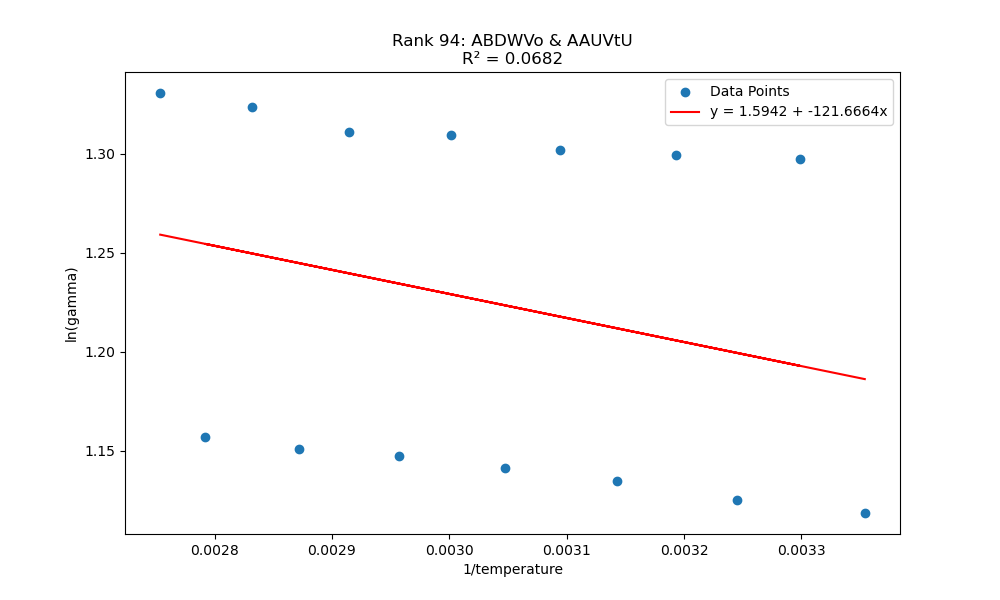 Rank 94: ABDWVo & AAUVtU
R² = 0.0682
Data Points
y = 1.5942 + -121.6664x
1.30
1.25
1.20
1.15
ln(gamma)
0.0028 0.0029 0.0030 0.0031 0.0032 0.0033
1/temperature